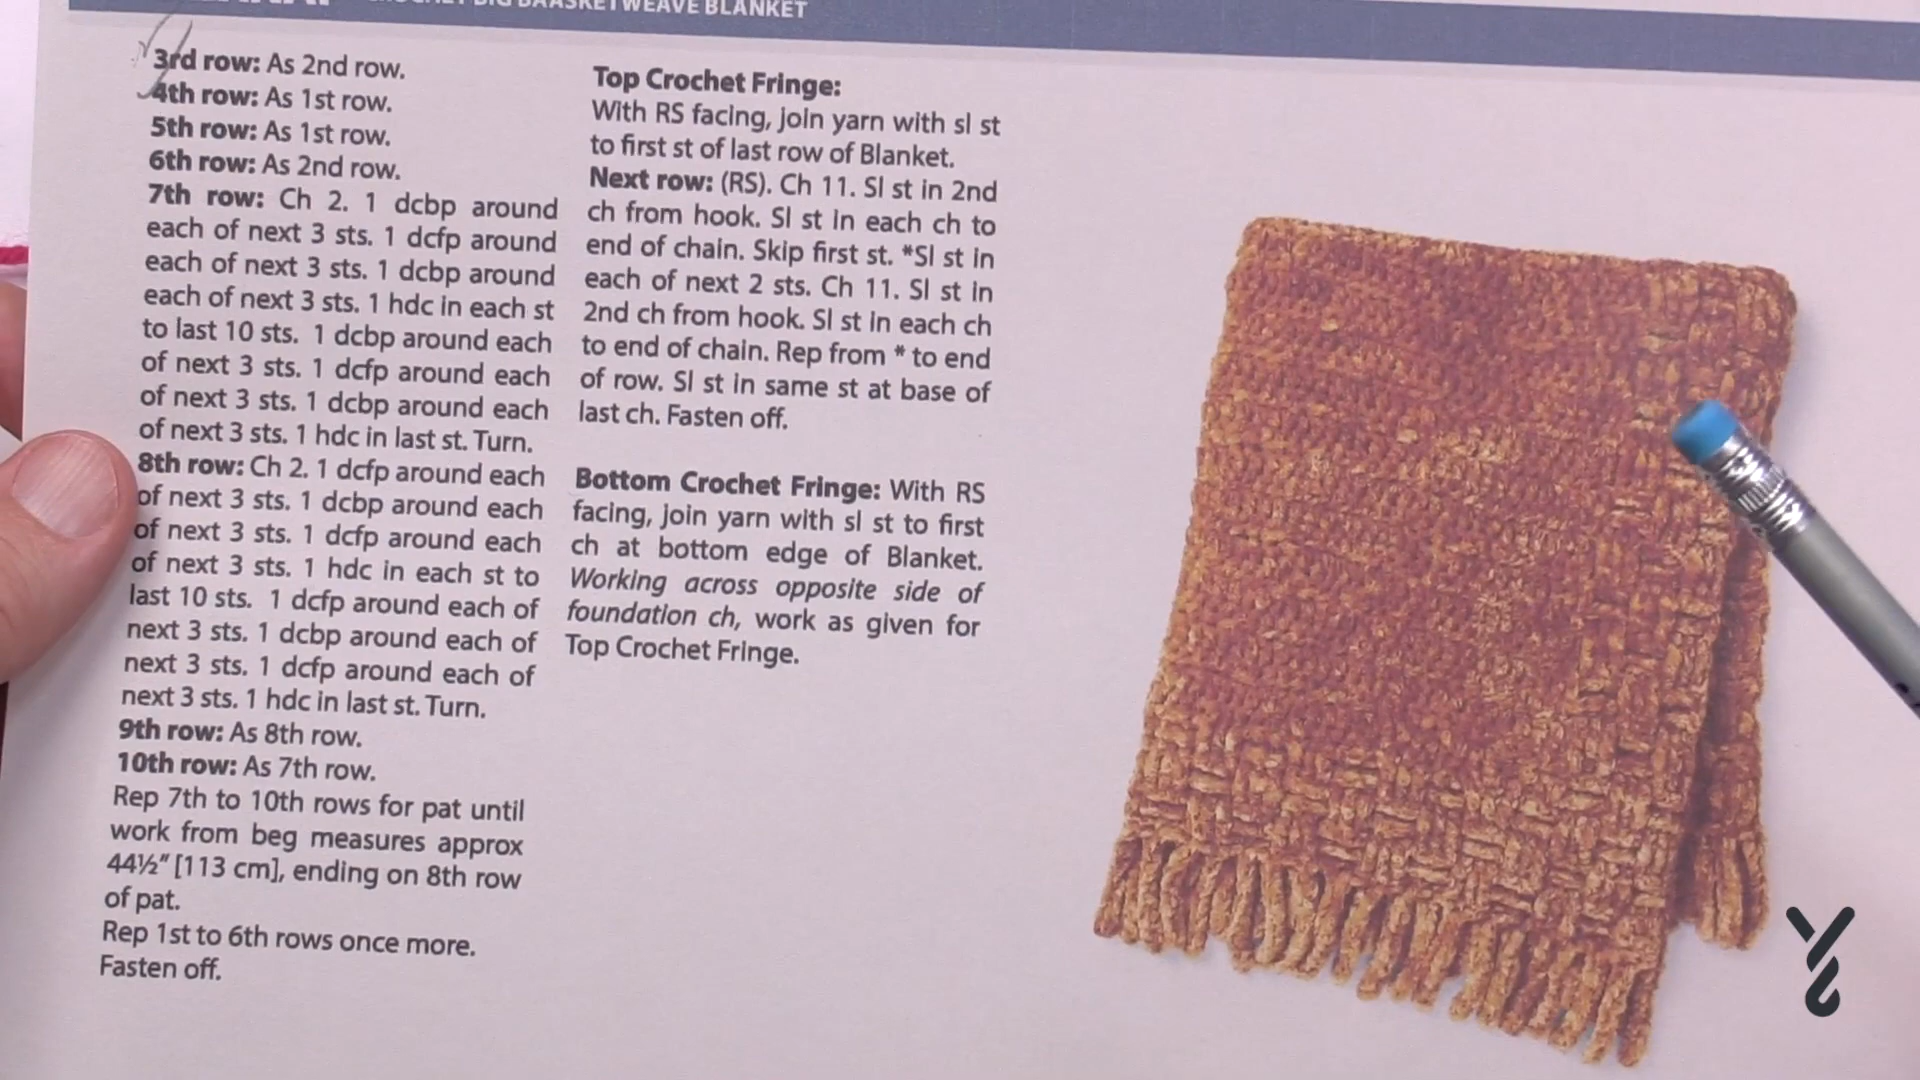 CROCHET BIG BAASKETWEAVE BLANKET
3rd row: As 2nd row.
4th row: As 1st row.
5th row: As 1st row.
6th row: As 2nd row.
7th row: Ch 2. 1 dcbp around
each of next 3 sts. 1 dcfp around
each of next 3 sts. 1 dcbp around
each of next 3 sts. 1 hdc in each st
to last 10 sts. 1 dcbp around each
of next 3 sts. 1 dcfp around each
of next 3 sts. 1 dcbp around each
of next 3 sts. 1 hdc in last st. Turn.
8th row: Ch 2. 1 dcfp around each
of next 3 sts. 1 dcbp around each
of next 3 sts. 1 dcfp around each
of next 3 sts. 1 hdc in each st to
last 10 sts. 1 dcfp around each of
next 3 sts. 1 dcbp around each of
next 3 sts. 1 dcfp around each of
next 3 sts. 1 hdc in last st. Turn.
9th row: As 8th row.
10th row: As 7th row.
Rep 7th to 10th rows for pat until
work from beg measures approx
44½" [113 cm], ending on 8th row
of pat.
Rep 1st to 6th rows once more.
Fasten off.
Top Crochet Fringe:
With RS facing, join yarn with sl st
to first st of last row of Blanket.
Next row: (RS). Ch 11. Sl st in 2nd
ch from hook. Sl st in each ch to
end of chain. Skip first st. *Sl st in
each of next 2 sts. Ch 11. Sl st in
2nd ch from hook. Sl st in each ch
to end of chain. Rep from * to end
of row. Sl st in same st at base of
last ch. Fasten off.
Bottom Crochet Fringe: With RS
facing, join yarn with sl st to first
ch at bottom edge of Blanket.
Working across opposite side of
foundation ch, work as given for
Top Crochet Fringe.